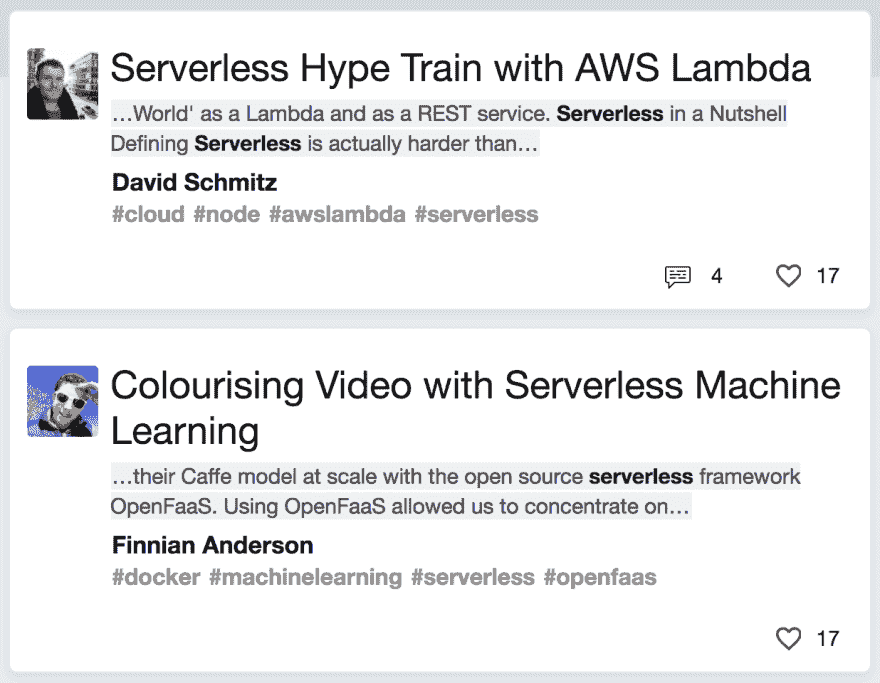 Serverless Hype Train with AWS Lambda
…World' as a Lambda and as a REST service. Serverless in a Nutshell
Defining Serverless is actually harder than…
David Schmitz
#cloud #node #awslambda #serverless
4 17
Colourising Video with Serverless Machine
Learning
…their Caffe model at scale with the open source serverless framework
OpenFaaS. Using OpenFaaS allowed us to concentrate on…
Finnian Anderson
#docker #machinelearning #serverless #openfaas
17